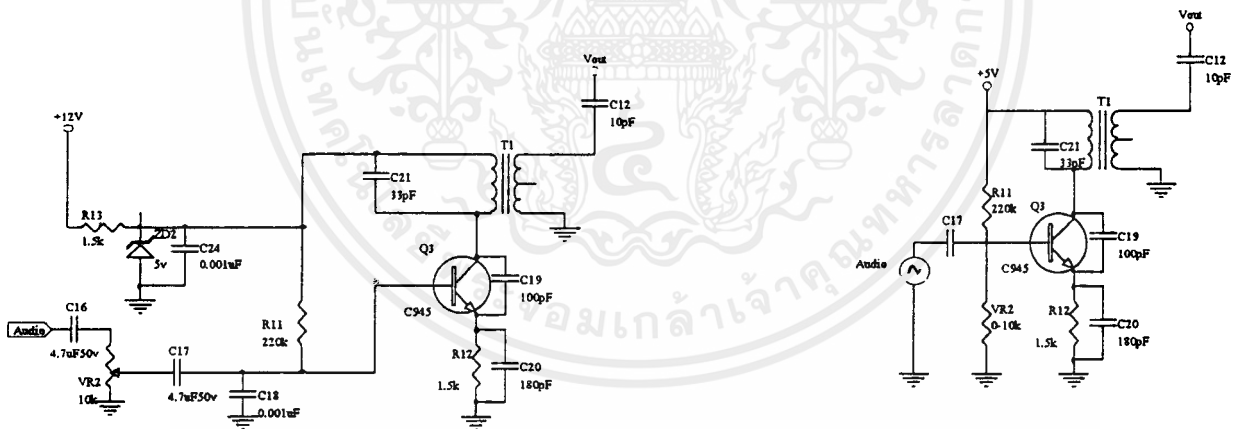 +12V
R13
1.5k
ZD2
5v
C24
0.001uF
Audio
C16
4.7uF50v
VR2
10k
C17
4.7uF50v
C18
0.001uF
R11
220k
C21
33pF
T1
Vout
C12
10pF
Q3
C945
C19
100pF
R12
1.5k
C20
180pF
+5V
Vout
C12
10pF
T1
C21
33pF
R11
220k
Q3
C945
C19
100pF
Audio
C17
VR2
0-10k
R12
1.5k
C20
180pF